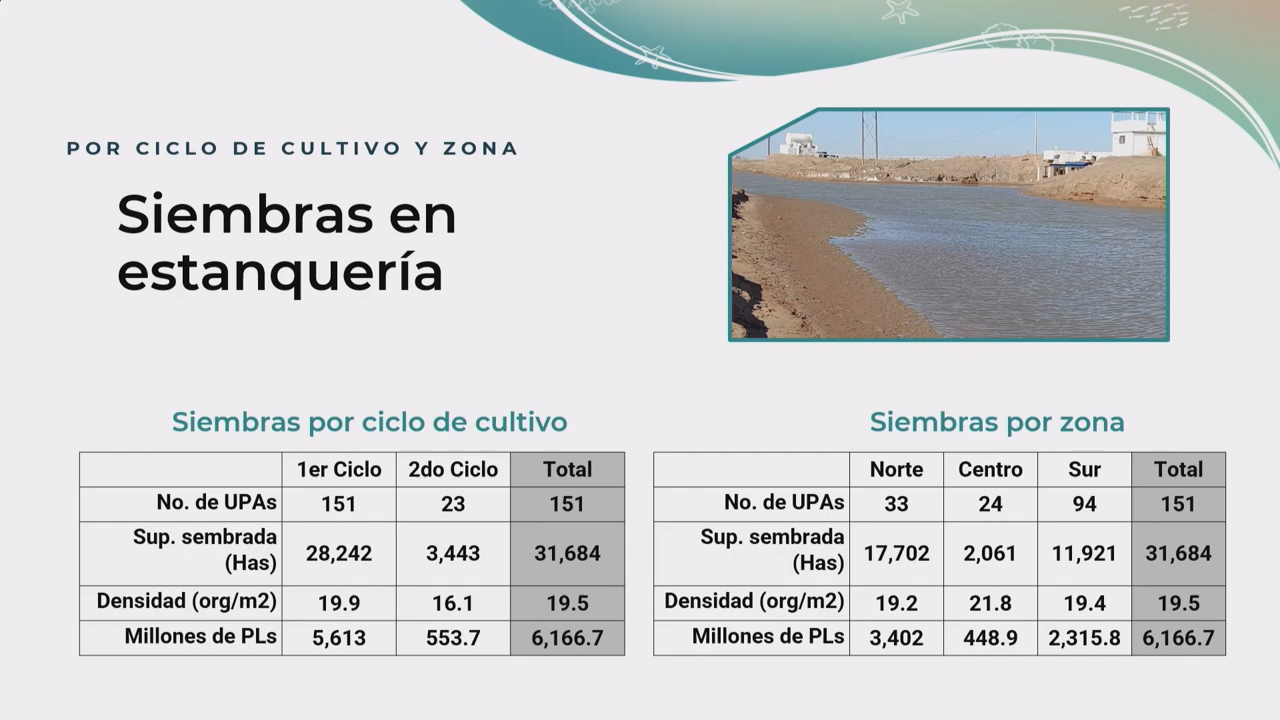 POR CICLO DE CULTIVO Y ZONA
Siembras en
estanquería
Siembras por ciclo de cultivo
1er Ciclo 2do Ciclo Total
No. de UPAs 151 23 151
Sup. sembrada
(Has) 28,242 3,443 31,684
Densidad (org/m2) 19.9 16.1 19.5
Millones de PLs 5,613 553.7 6,166.7
Siembras por zona
Norte Centro Sur Total
No. de UPAs 33 24 94 151
Sup. sembrada
(Has) 17,702 2,061 11,921 31,684
Densidad (org/m2) 19.2 21.8 19.4 19.5
Millones de PLs 3,402 448.9 2,315.8 6,166.7